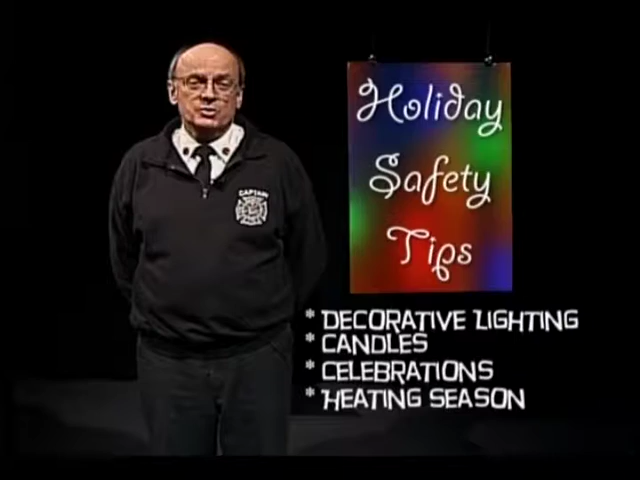 Holiday
Safety
Tips
CAPTAIN
* DECORATIVE LIGHTING
* CANDLES
* CELEBRATIONS
* HEATING SEASON